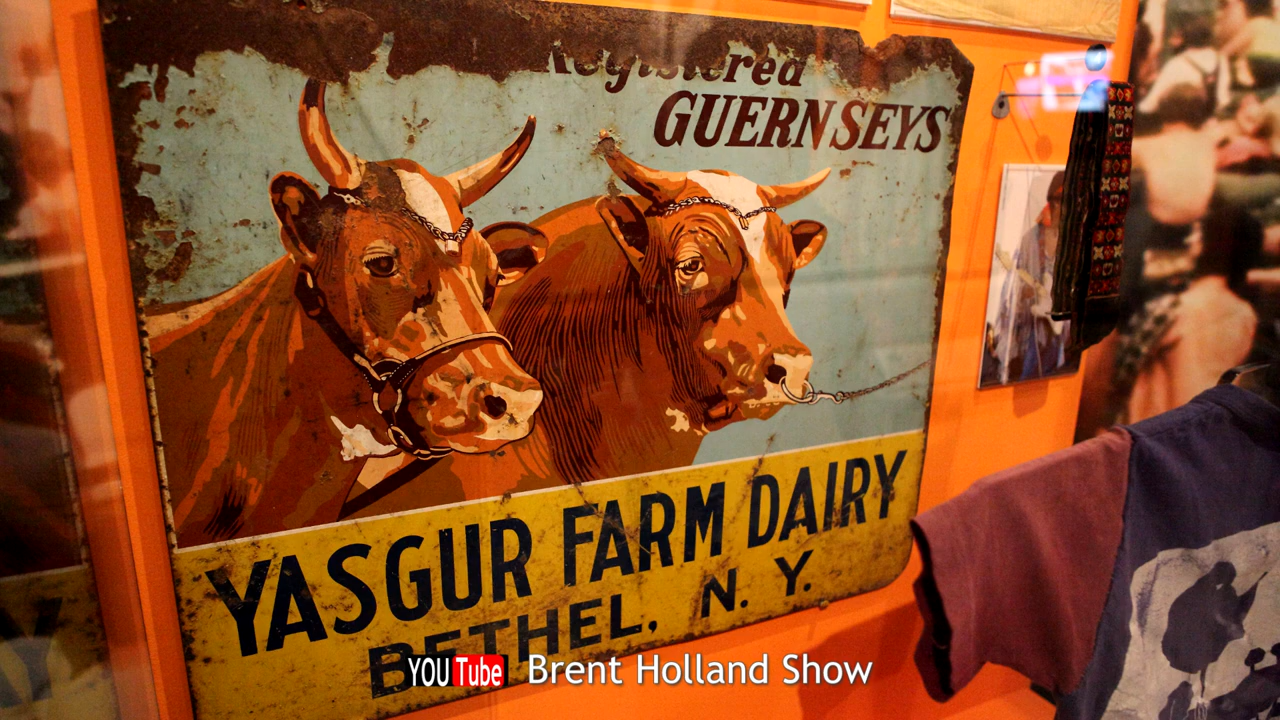 Registered
GUERNSEYS
YASGUR FARM DAIRY
BETHEL, N. Y.
YOU Tube Brent Holland Show